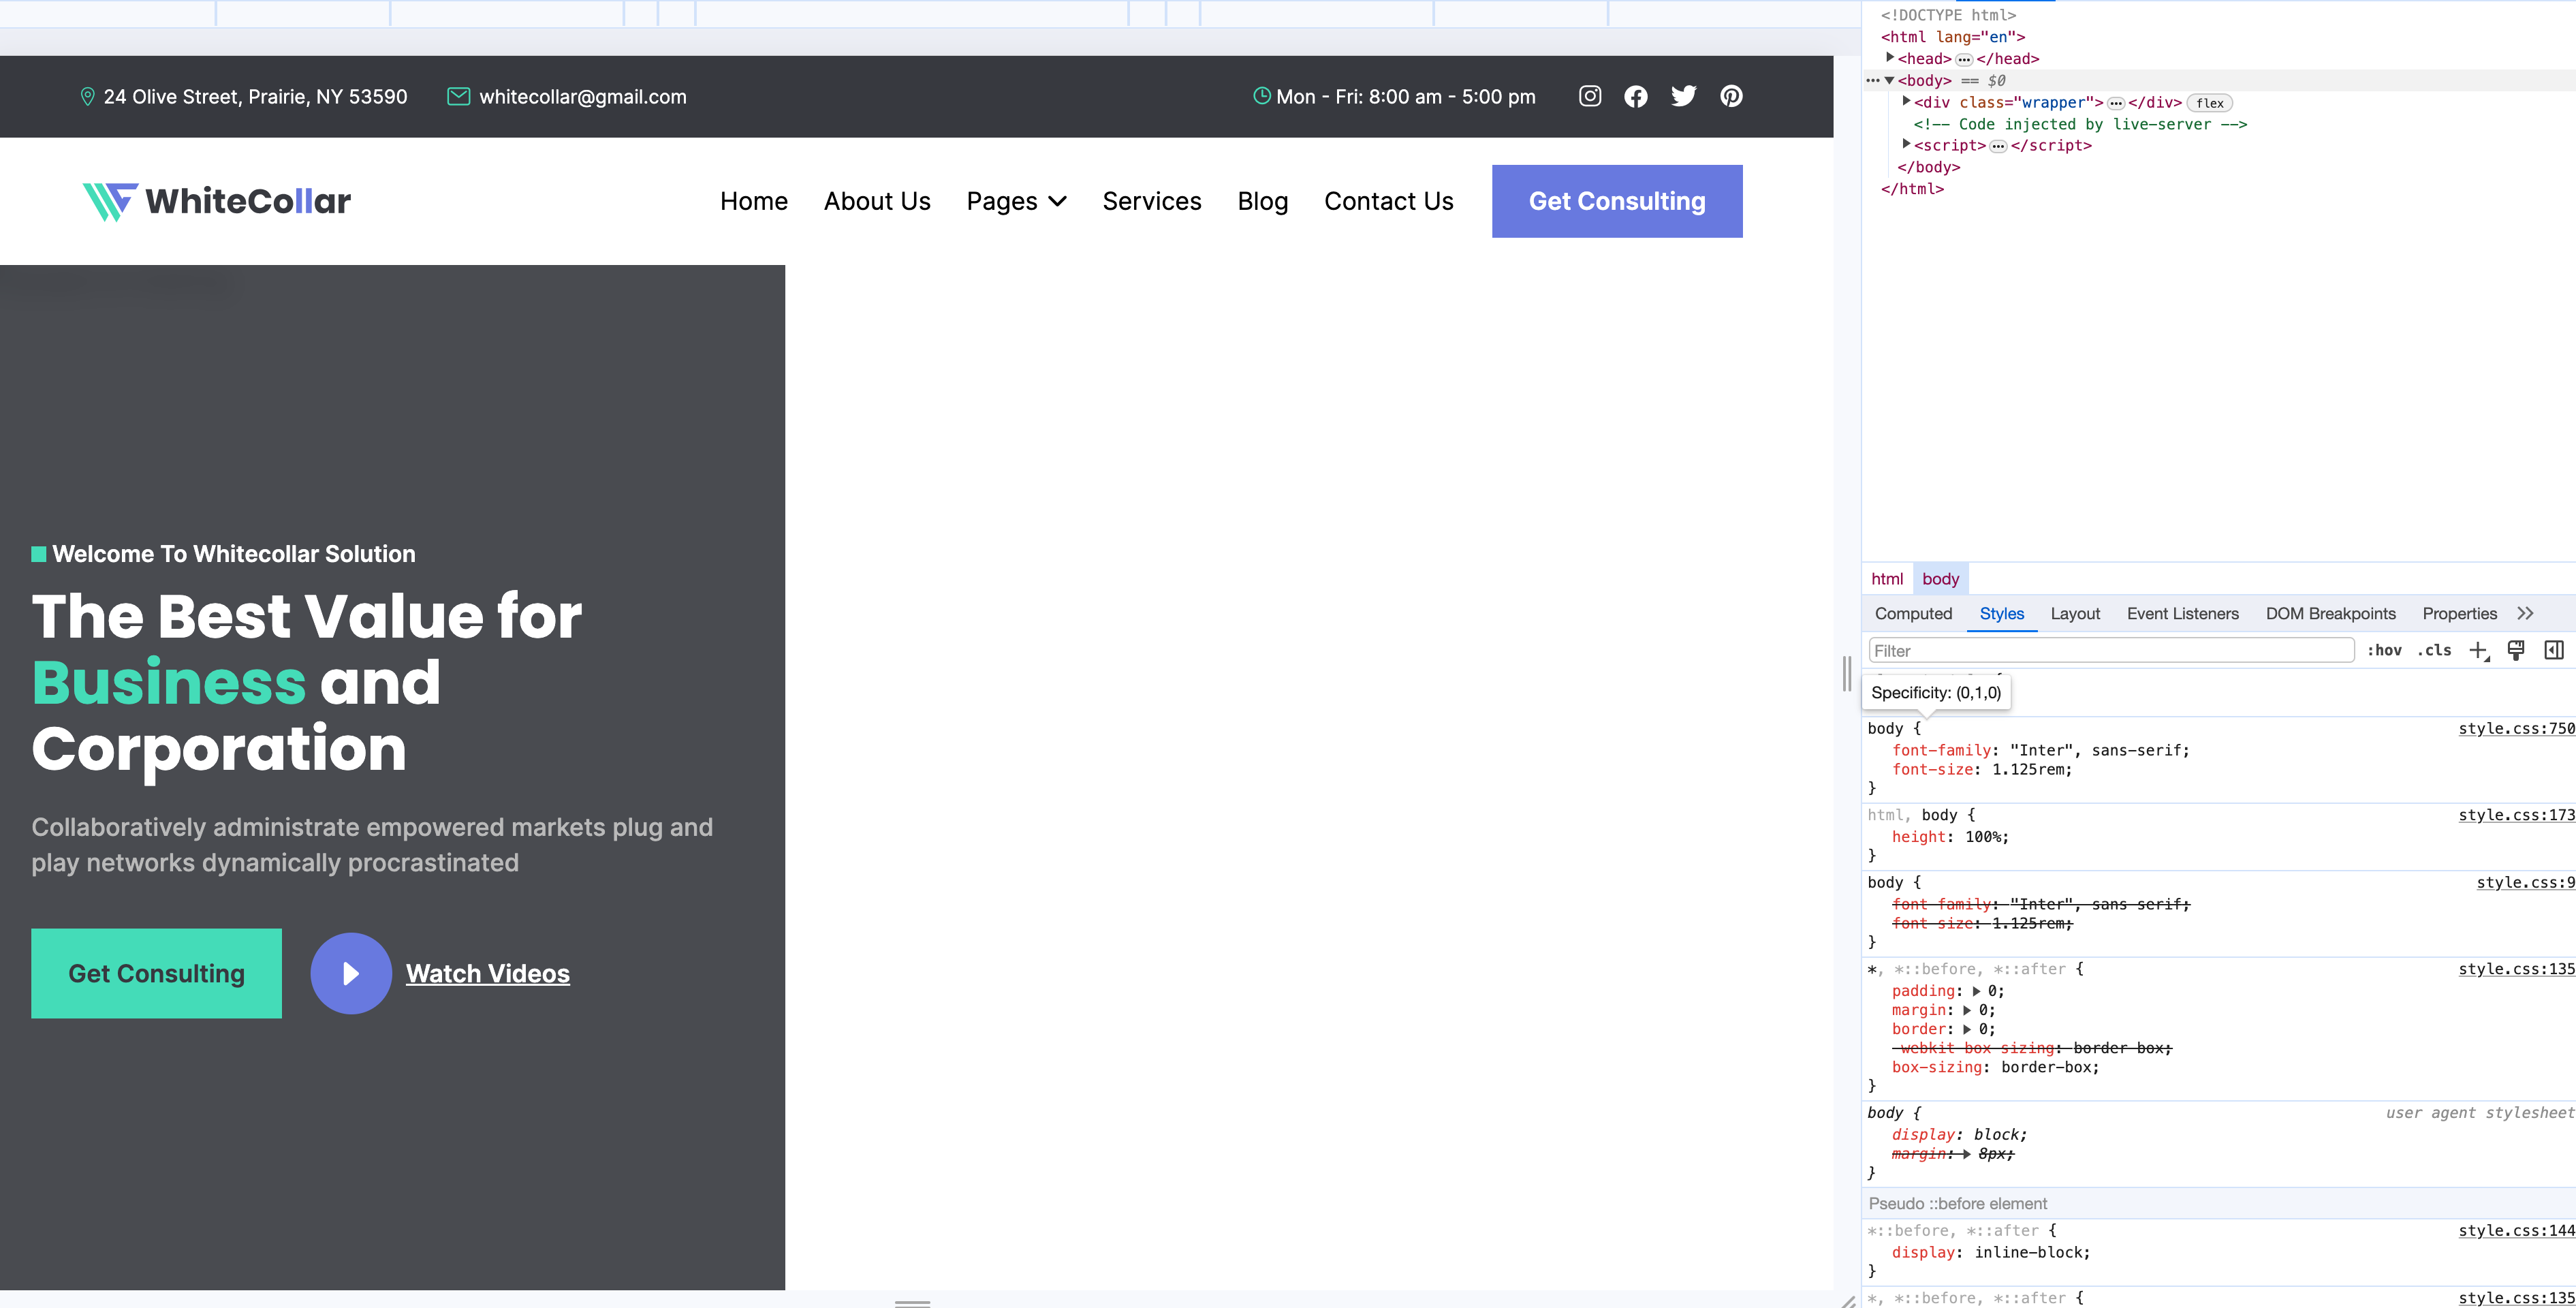 24 Olive Street, Prairie, NY 53590 whitecollar@gmail.com Mon - Fri: 8:00 am - 5:00 pm
WhiteCollar Home About Us Pages Services Blog Contact Us Get Consulting
Welcome To Whitecollar Solution
The Best Value for
Business and
Corporation
Collaboratively administrate empowered markets plug and
play networks dynamically procrastinated
Get Consulting Watch Videos
<!DOCTYPE html>
<html lang="en">
<head> … </head>
… <body> == $0
<div class="wrapper"> … </div> flex
<!-- Code injected by live-server -->
<script> … </script>
</body>
</html>
html body
Computed Styles Layout Event Listeners DOM Breakpoints Properties
Filter :hov .cls
Specificity: (0,1,0)
body { style.css:750
font-family: "Inter", sans-serif;
font-size: 1.125rem;
}
html, body { style.css:173
height: 100%;
}
body { style.css:9
font-family: "Inter", sans-serif;
font-size: 1.125rem;
}
*, *::before, *::after { style.css:135
padding: 0;
margin: 0;
border: 0;
-webkit-box-sizing: border-box;
box-sizing: border-box;
}
body { user agent stylesheet
display: block;
margin: 8px;
}
Pseudo ::before element
*::before, *::after { style.css:144
display: inline-block;
}
*, *::before, *::after { style.css:135